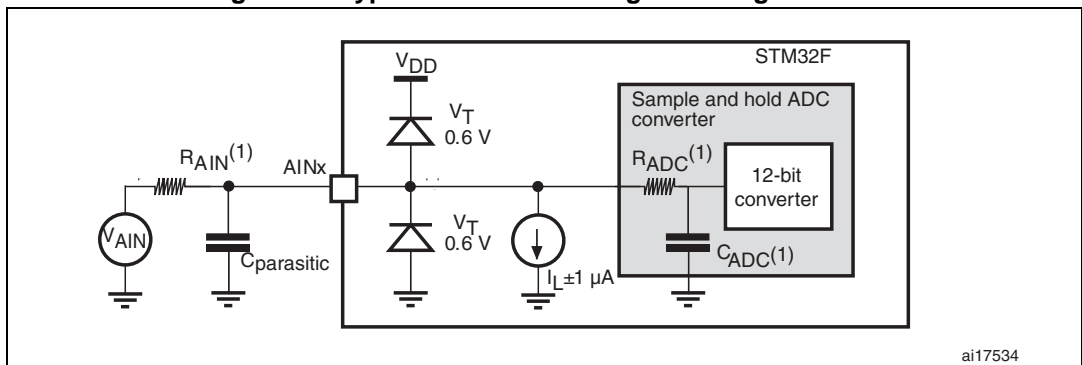 STM32F
VDD
Sample and hold ADC
converter
VT
0.6 V
RAIN(1)
AINx
RADC(1)
12-bit
converter
VAIN
Cparasitic
VT
0.6 V
IL±1 µA
CADC(1)
ai17534